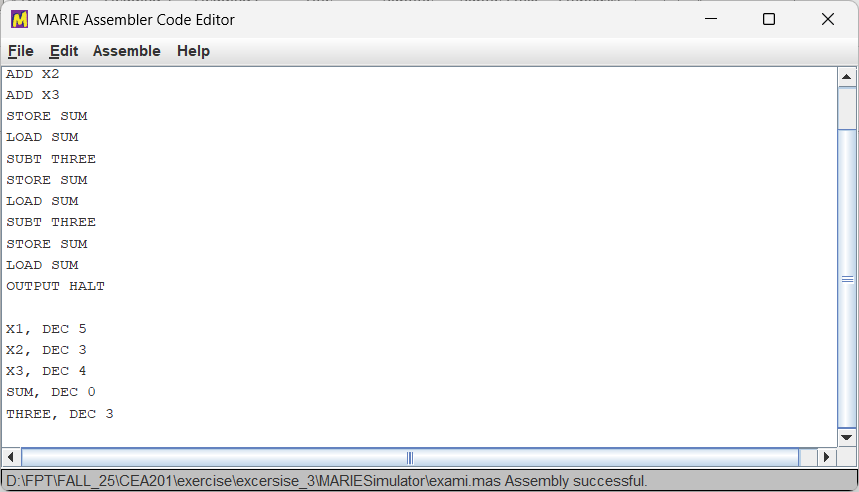 MARIE Assembler Code Editor
File Edit Assemble Help
ADD X2
ADD X3
STORE SUM
LOAD SUM
SUBT THREE
STORE SUM
LOAD SUM
SUBT THREE
STORE SUM
LOAD SUM
OUTPUT HALT
X1, DEC 5
X2, DEC 3
X3, DEC 4
SUM, DEC 0
THREE, DEC 3
D:\FPT\FALL_25\CEA201\exercise\excersise_3\MARIESimulator\exami.mas Assembly successful.